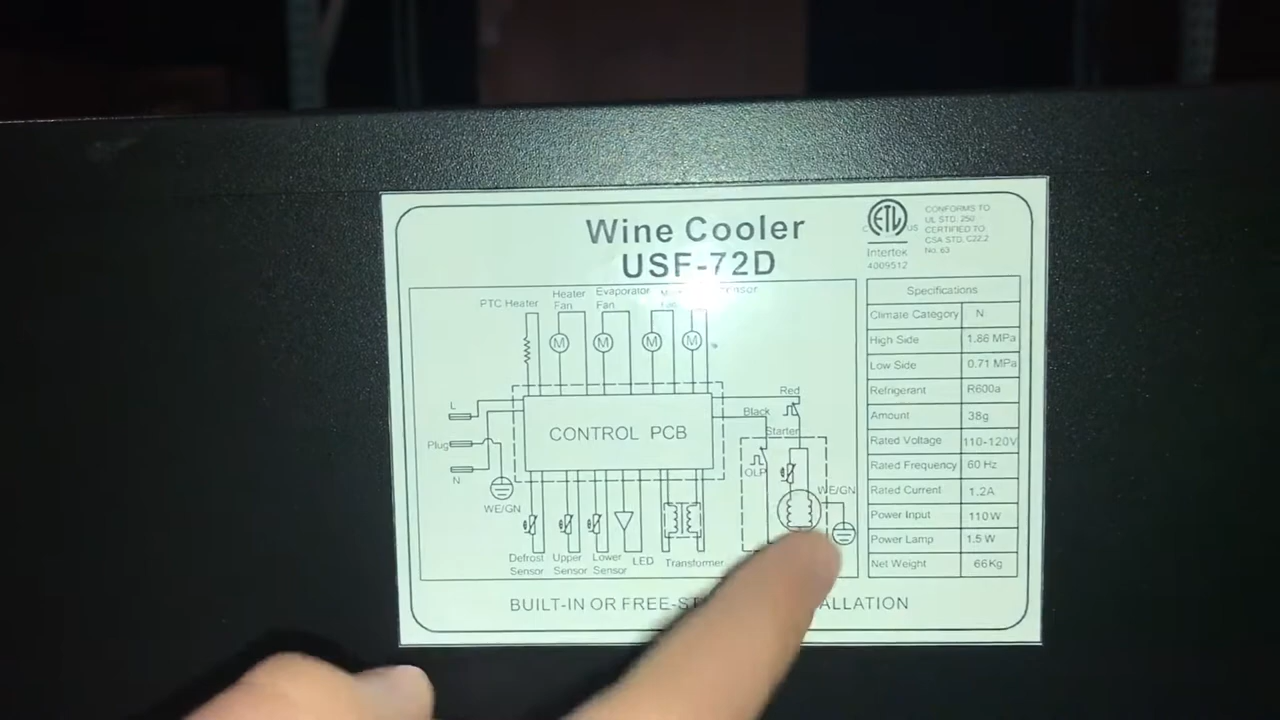 Wine Cooler
USF-72D
ETL
C US
Intertek
4009512
CONFORMS TO
UL STD. 250
CERTIFIED TO
CSA STD. C22.2
No. 63
PTC Heater
Heater
Fan
Evaporator
Fan
M
M
M
M
L
Plug
N
WE/GN
CONTROL PCB
Red
Black
Starter
OLP
WE/GN
Defrost
Sensor
Upper
Sensor
Lower
Sensor
LED
Transformer
Specifications
Climate Category N
High Side 1.86 MPa
Low Side 0.71 MPa
Refrigerant R600a
Amount 38g
Rated Voltage 110-120V
Rated Frequency 60 Hz
Rated Current 1.2A
Power Input 110W
Power Lamp 1.5 W
Net Weight 66Kg
BUILT-IN OR FREE-ST ALLATION